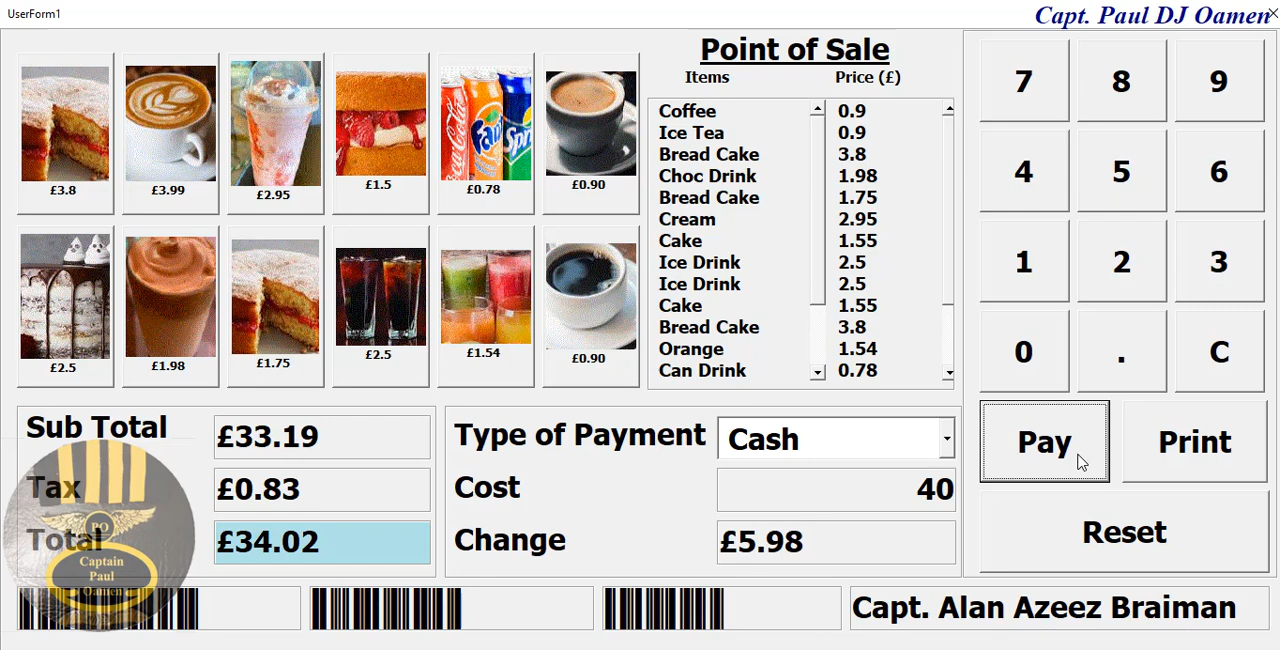 UserForm1
Capt. Paul DJ Oamen
Point of Sale
Items Price (£)
£3.8 £3.99 £2.95 £1.5 £0.78 £0.90
£2.5 £1.98 £1.75 £2.5 £1.54 £0.90
Coca-Cola Fanta Spr
Coffee 0.9
Ice Tea 0.9
Bread Cake 3.8
Choc Drink 1.98
Bread Cake 1.75
Cream 2.95
Cake 1.55
Ice Drink 2.5
Ice Drink 2.5
Cake 1.55
Bread Cake 3.8
Orange 1.54
Can Drink 0.78
7 8 9
4 5 6
1 2 3
0 . C
Pay Print
Reset
Sub Total £33.19
Tax £0.83
Total £34.02
Type of Payment Cash
Cost 40
Change £5.98
PO
Captain
Paul
Oamen
Capt. Alan Azeez Braiman